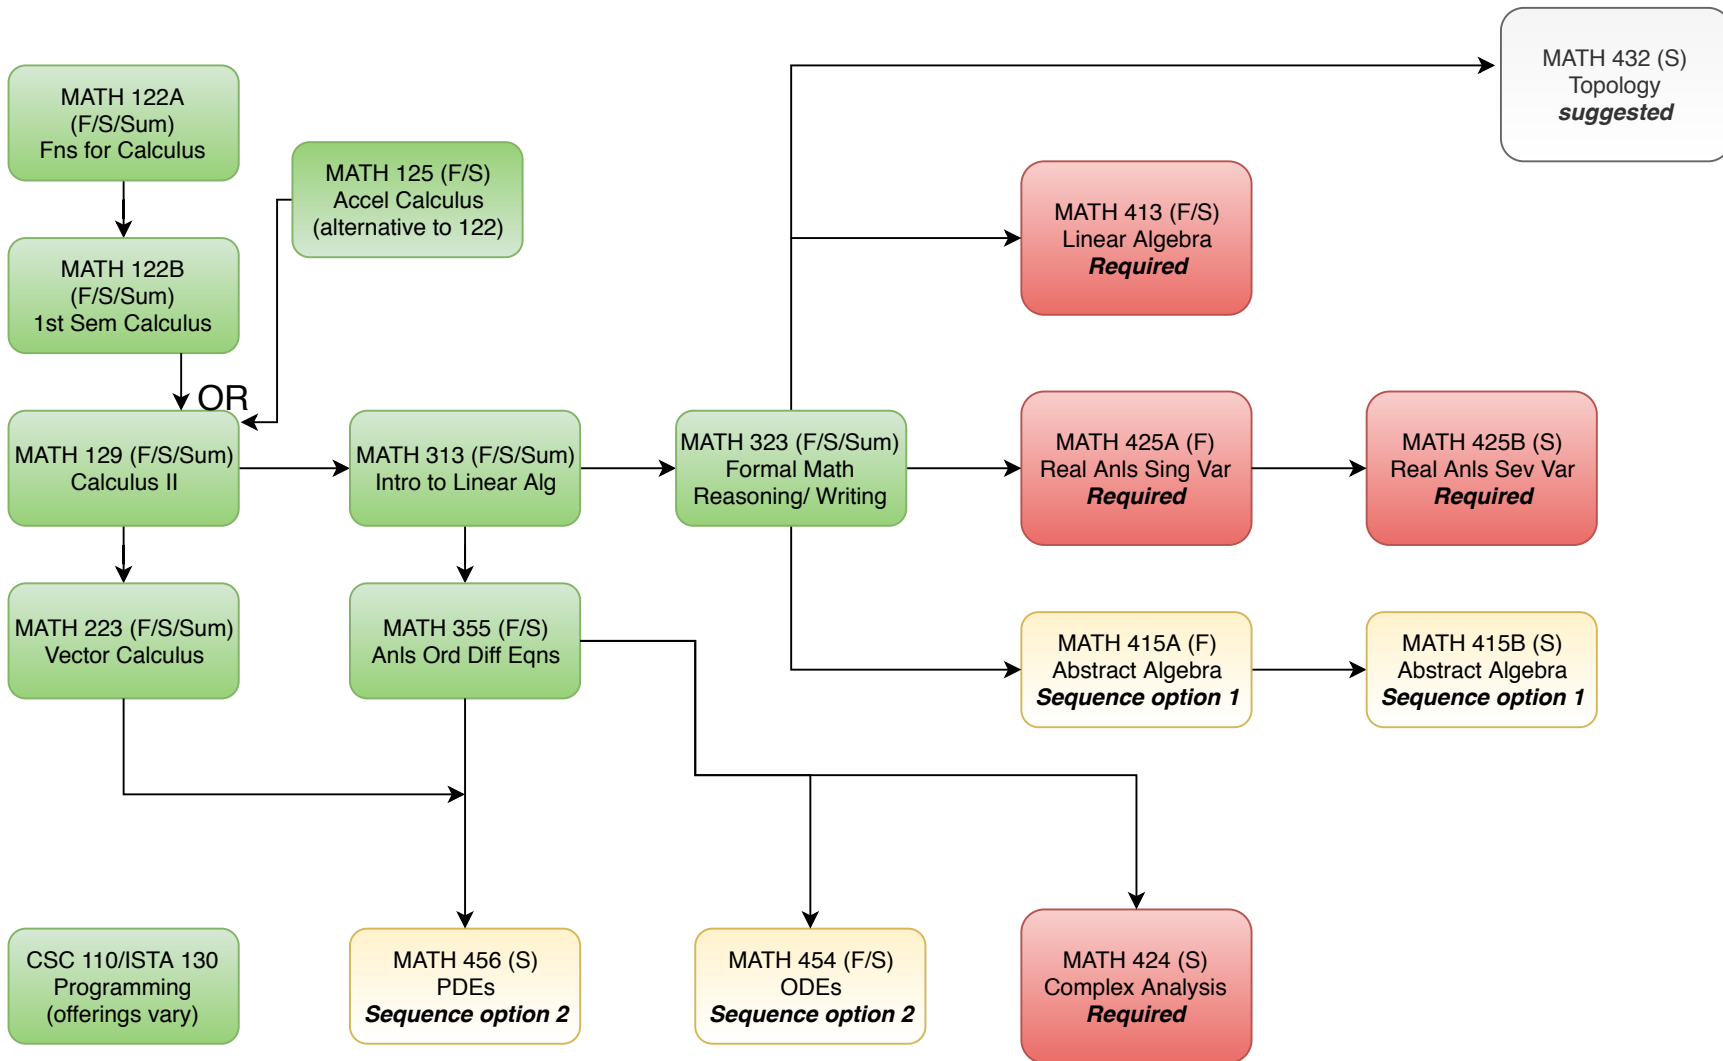 MATH 122A
(F/S/Sum)
Fns for Calculus
MATH 125 (F/S)
Accel Calculus
(alternative to 122)
MATH 432 (S)
Topology
suggested
MATH 122B
(F/S/Sum)
1st Sem Calculus
MATH 413 (F/S)
Linear Algebra
Required
OR
MATH 129 (F/S/Sum)
Calculus II
MATH 313 (F/S/Sum)
Intro to Linear Alg
MATH 323 (F/S/Sum)
Formal Math
Reasoning/ Writing
MATH 425A (F)
Real Anls Sing Var
Required
MATH 425B (S)
Real Anls Sev Var
Required
MATH 223 (F/S/Sum)
Vector Calculus
MATH 355 (F/S)
Anls Ord Diff Eqns
MATH 415A (F)
Abstract Algebra
Sequence option 1
MATH 415B (S)
Abstract Algebra
Sequence option 1
CSC 110/ISTA 130
Programming
(offerings vary)
MATH 456 (S)
PDEs
Sequence option 2
MATH 454 (F/S)
ODEs
Sequence option 2
MATH 424 (S)
Complex Analysis
Required